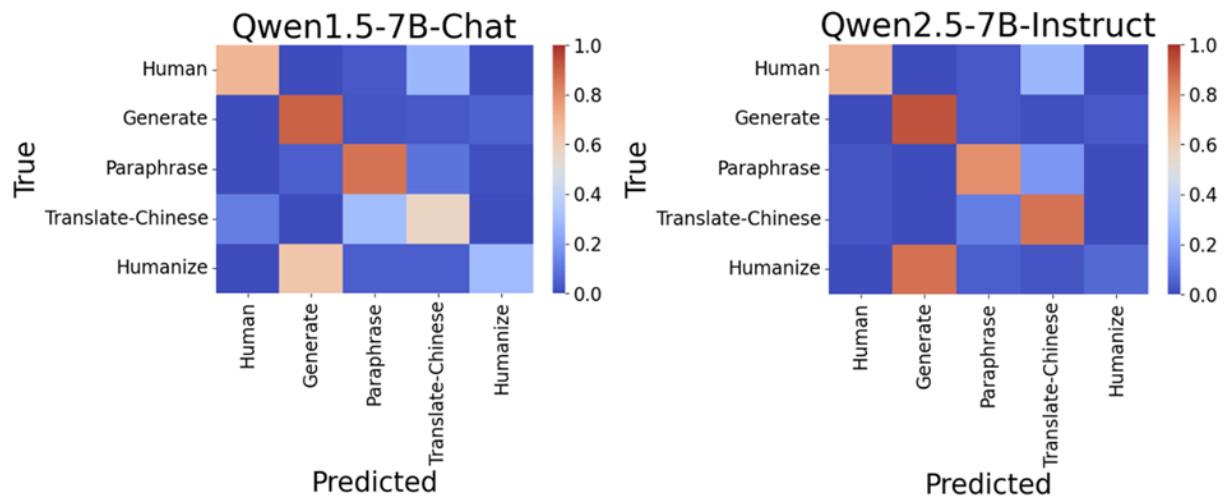 Qwen1.5-7B-Chat
True
Human
Generate
Paraphrase
Translate-Chinese
Humanize
Human
Generate
Paraphrase
Translate-Chinese
Humanize
Predicted
1.0
0.8
0.6
0.4
0.2
0.0
Qwen2.5-7B-Instruct
True
Human
Generate
Paraphrase
Translate-Chinese
Humanize
Human
Generate
Paraphrase
Translate-Chinese
Humanize
Predicted
1.0
0.8
0.6
0.4
0.2
0.0